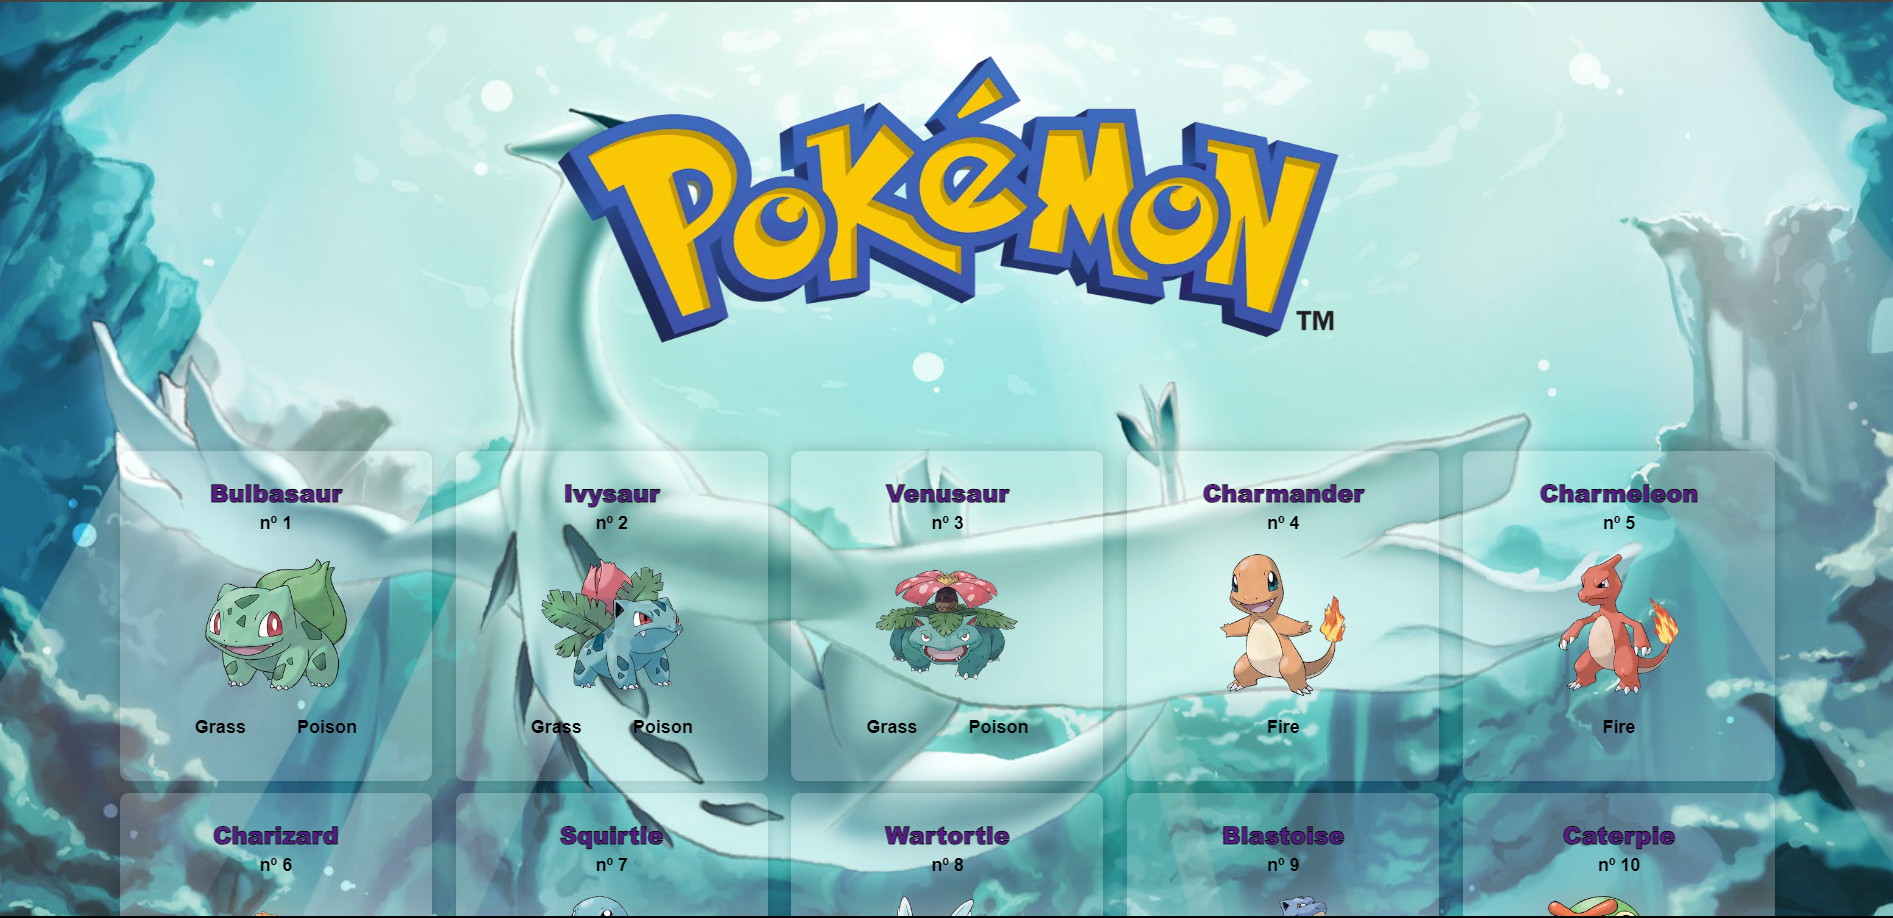 POKéMON
TM
Bulbasaur
nº 1
Grass Poison
Ivysaur
nº 2
Grass Poison
Venusaur
nº 3
Grass Poison
Charmander
nº 4
Fire
Charmeleon
nº 5
Fire
Charizard
nº 6
Squirtle
nº 7
Wartortle
nº 8
Blastoise
nº 9
Caterpie
nº 10